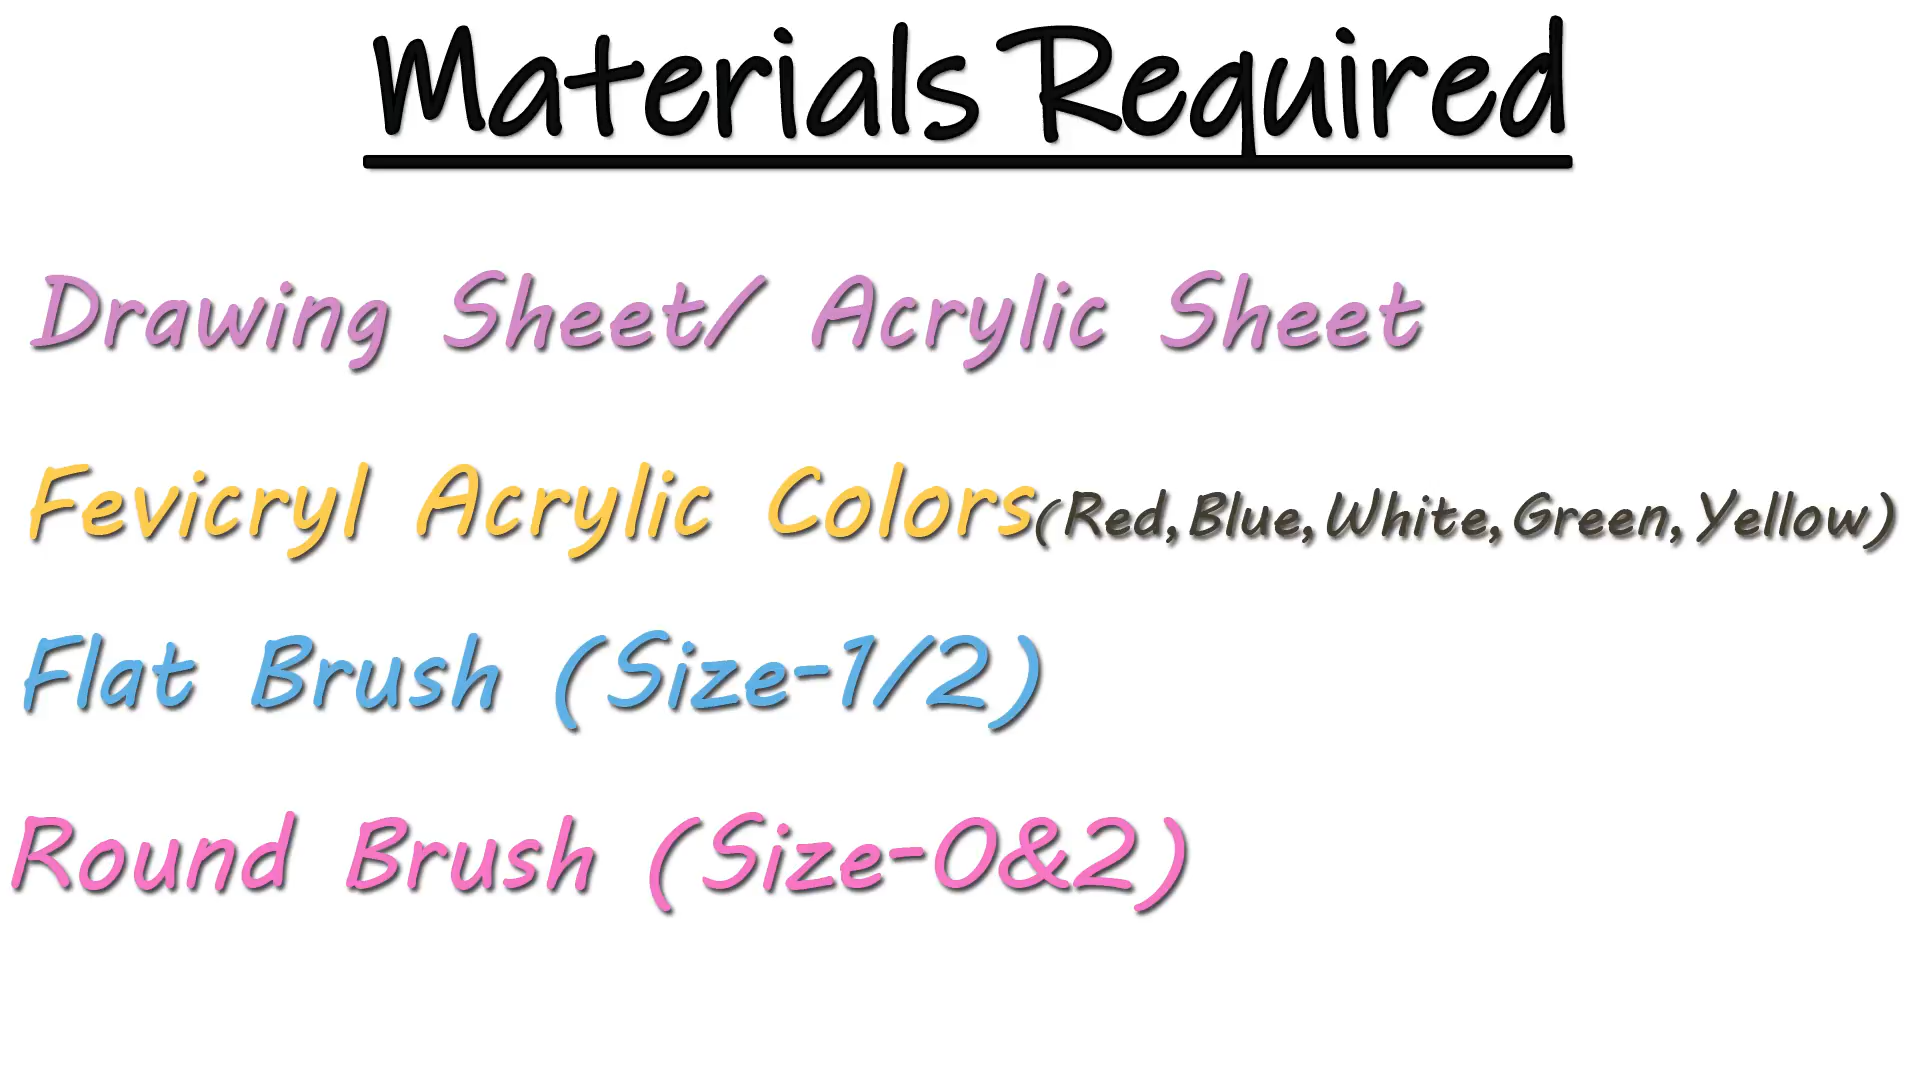 Materials Required
Drawing Sheet/ Acrylic Sheet
Fevicryl Acrylic Colors(Red,Blue,White,Green,Yellow)
Flat Brush (Size-1/2)
Round Brush (Size-0&2)